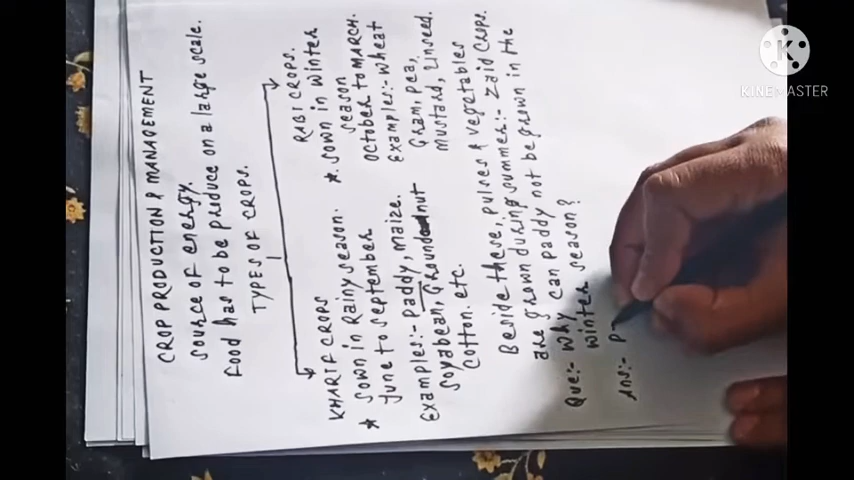 CROP PRODUCTION & MANAGEMENT
source of energy.
Food has to be produce on a large scale.
TYPES OF CROPS.
KHARIF CROPS
* Sown in Rainy season.
June to september
Examples:- Paddy, maize.
Soyabean, Groundnut
Cotton. etc.
RABI CROPS.
* Sown in winter
season
October to MARCH.
Examples:- wheat
Gram, Pea,
mustard, Linseed.
Beside these, pulses & vegetables
are grown during summer:- Zaid Crops.
Que:- Why can paddy not be grown in the
winter season?
Ans:- P
KINEMASTER